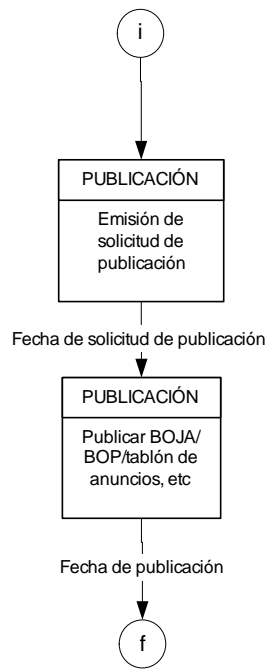 i
PUBLICACIÓN
Emisión de
solicitud de
publicación
Fecha de solicitud de publicación
PUBLICACIÓN
Publicar BOJA/
BOP/tablón de
anuncios, etc
Fecha de publicación
f